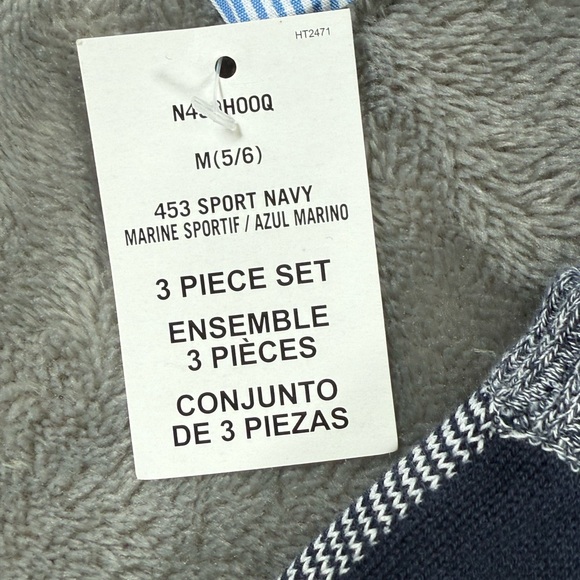 HT2471
M(5/6)
453 SPORT NAVY
MARINE SPORTIF / AZUL MARINO
3 PIECE SET
ENSEMBLE
3 PIÈCES
CONJUNTO
DE 3 PIEZAS